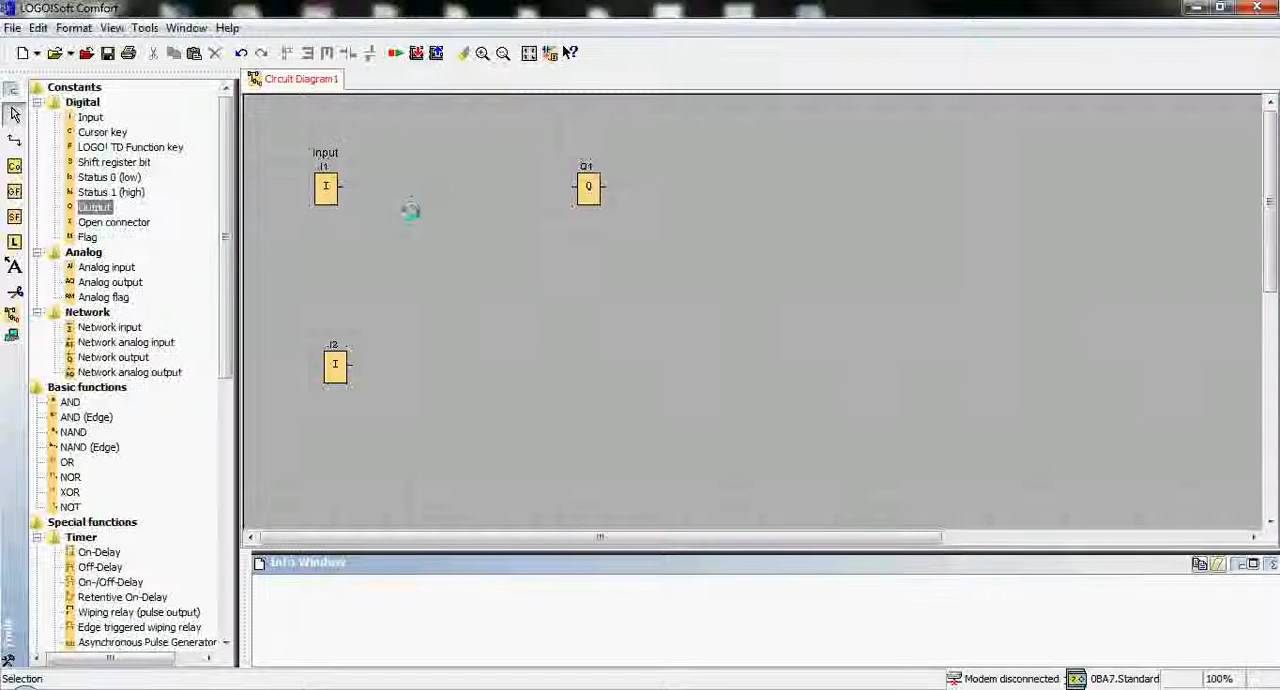 LOGO!Soft Comfort
File Edit Format View Tools Window Help
Circuit Diagram1
Constants
Digital
Input
Cursor key
LOGO! TD Function key
Shift register bit
Status 0 (low)
Status 1 (high)
Output
Open connector
Flag
Analog
Analog input
Analog output
Analog flag
Network
Network input
Network analog input
Network output
Network analog output
Basic functions
AND
AND (Edge)
NAND
NAND (Edge)
OR
NOR
XOR
NOT
Special functions
Timer
On-Delay
Off-Delay
On-/Off-Delay
Retentive On-Delay
Wiping relay (pulse output)
Edge triggered wiping relay
Asynchronous Pulse Generator
Input
I1
I
Q1
Q
I2
I
Info Window
Selection
Modem disconnected
0BA7.Standard
100%